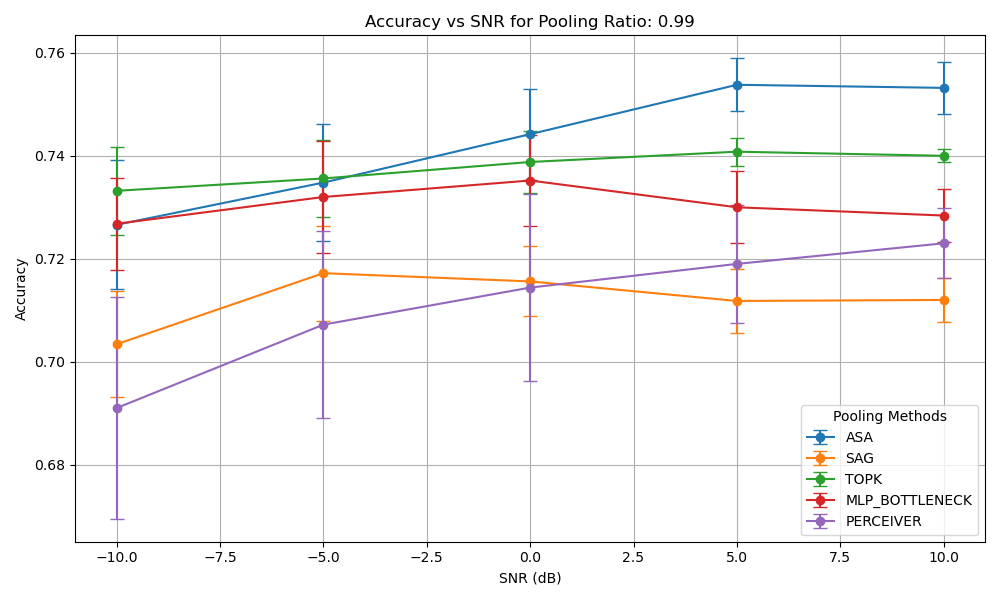 Accuracy vs SNR for Pooling Ratio: 0.99
Accuracy
0.76
0.74
0.72
0.70
0.68
−10.0
−7.5
−5.0
−2.5
0.0
2.5
5.0
7.5
10.0
SNR (dB)
Pooling Methods
ASA
SAG
TOPK
MLP_BOTTLENECK
PERCEIVER